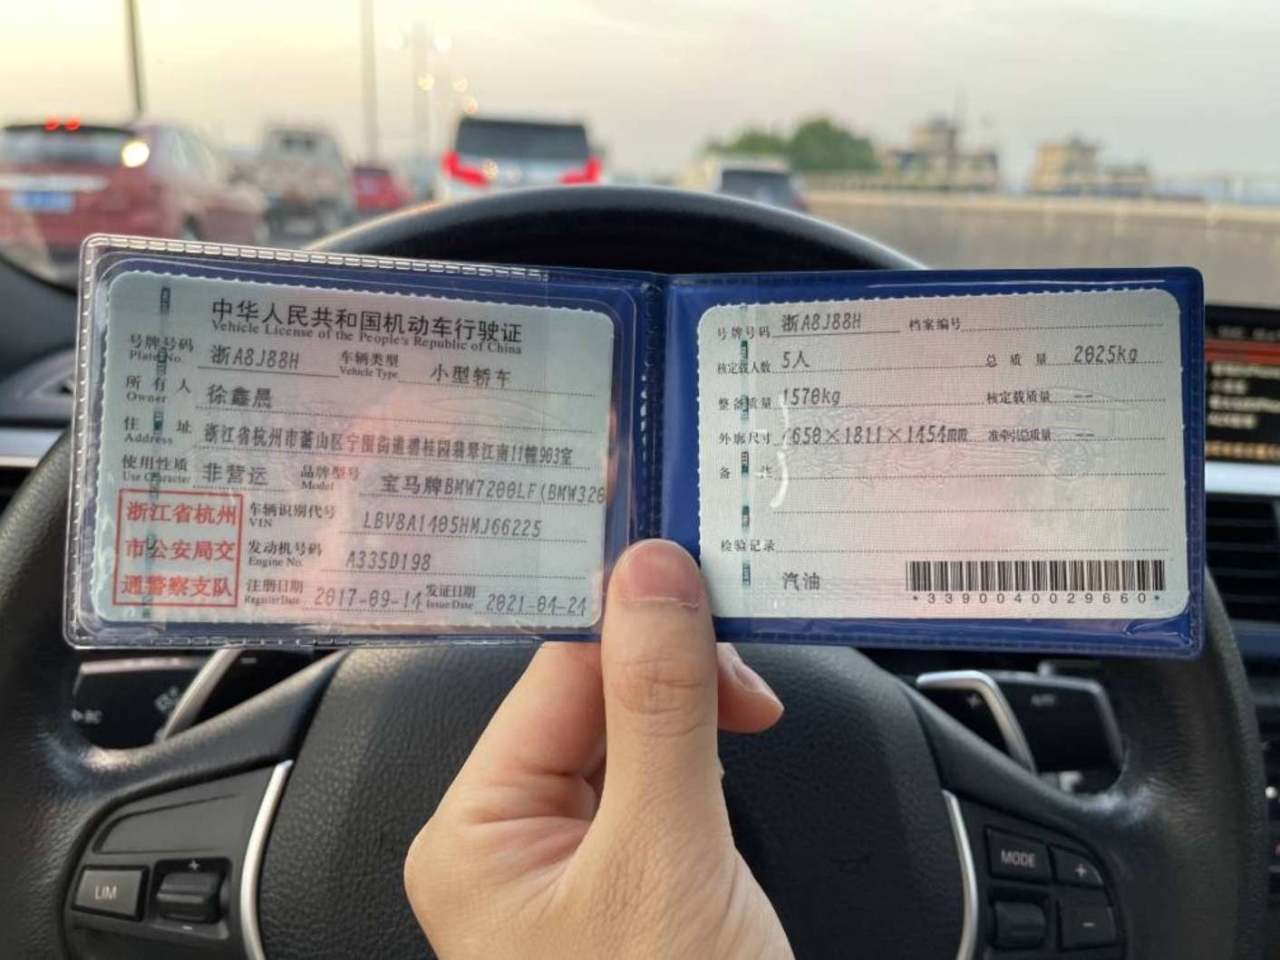 中华人民共和国机动车行驶证
Vehicle License of the People's Republic of China
号牌号码 浙A8J88H 车辆类型 小型轿车
Plate No. Vehicle Type
所有人 徐鑫晨
Owner
住址 浙江省杭州市萧山区宁围街道碧桂园翡翠江南11幢903室
Address
使用性质 非营运 品牌型号 宝马牌BMW7200LF(BMW320
Use Character Model
浙江省杭州
市公安局交
通警察支队
车辆识别代号 LBV8A1405HMJ66225
VIN
发动机号码 A335D198
Engine No.
注册日期 2017-09-14 发证日期 2021-04-24
Register Date Issue Date
号牌号码 浙A8J88H 档案编号
核定载人数 5人 总质量 2025kg
整备质量 1570kg 核定载质量 --
外廓尺寸 4650×1811×1454mm 准牵引总质量 --
备注
检验记录
汽油
*3390040029660*
LIM
+
MODE
+
-